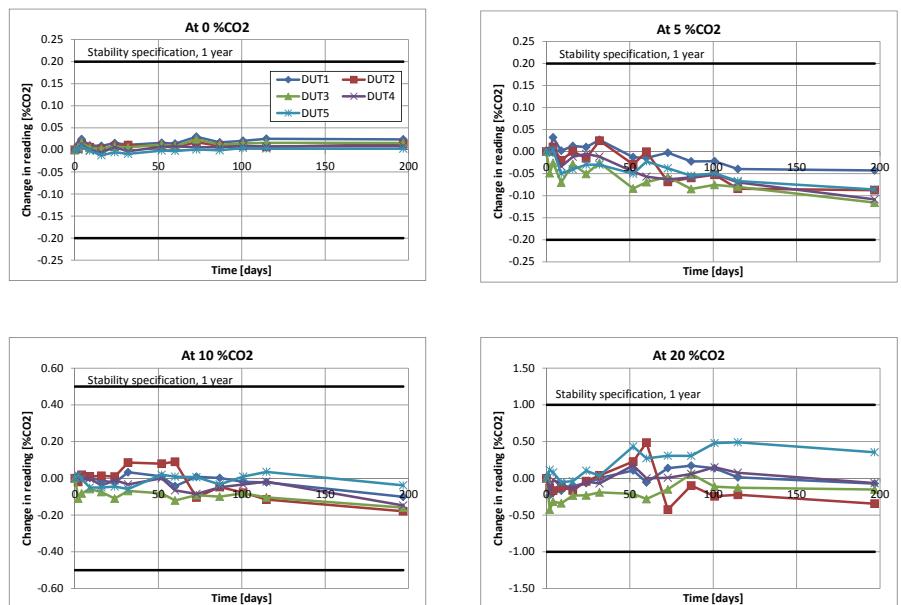 At 0 %CO2
Change in reading [%CO2]
0.25
0.20
0.15
0.10
0.05
0.00
-0.05
-0.10
-0.15
-0.20
-0.25
Stability specification, 1 year
DUT1
DUT2
DUT3
DUT4
DUT5
0
50
100
150
200
Time [days]
At 5 %CO2
Change in reading [%CO2]
0.25
0.20
0.15
0.10
0.05
0.00
-0.05
-0.10
-0.15
-0.20
-0.25
Stability specification, 1 year
0
50
100
150
200
Time [days]
At 10 %CO2
Change in reading [%CO2]
0.60
0.40
0.20
0.00
-0.20
-0.40
-0.60
Stability specification, 1 year
0
50
100
150
200
Time [days]
At 20 %CO2
Change in reading [%CO2]
1.50
1.00
0.50
0.00
-0.50
-1.00
-1.50
Stability specification, 1 year
0
50
100
150
200
Time [days]